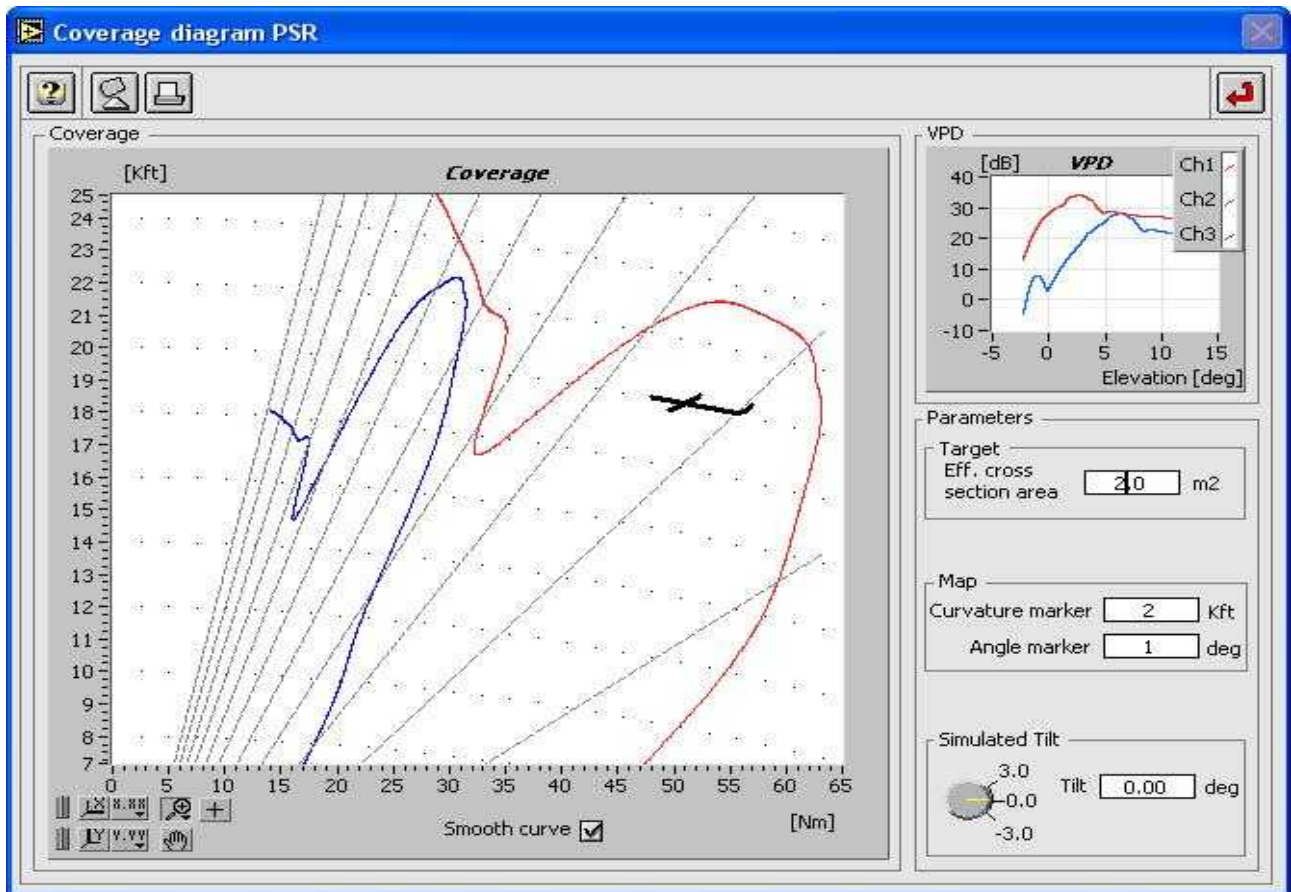 Coverage diagram PSR
Coverage
[Kft]
Coverage
25
24
22
21
20
19
18
17
16
15
14
13
12
11
10
9
8
7
0 5 10 15 20 25 30 35 40 45 50 55 60 65
[Nm]
Smooth curve
VPD
[dB]
VPD
Ch1
Ch2
Ch3
40
30
20
10
0
-10
-5 0 5 10 15
Elevation [deg]
Parameters
Target
Eff. cross
section area 2.0 m2
Map
Curvature marker 2 Kft
Angle marker 1 deg
Simulated Tilt
3.0
0.0
-3.0
Tilt 0.00 deg